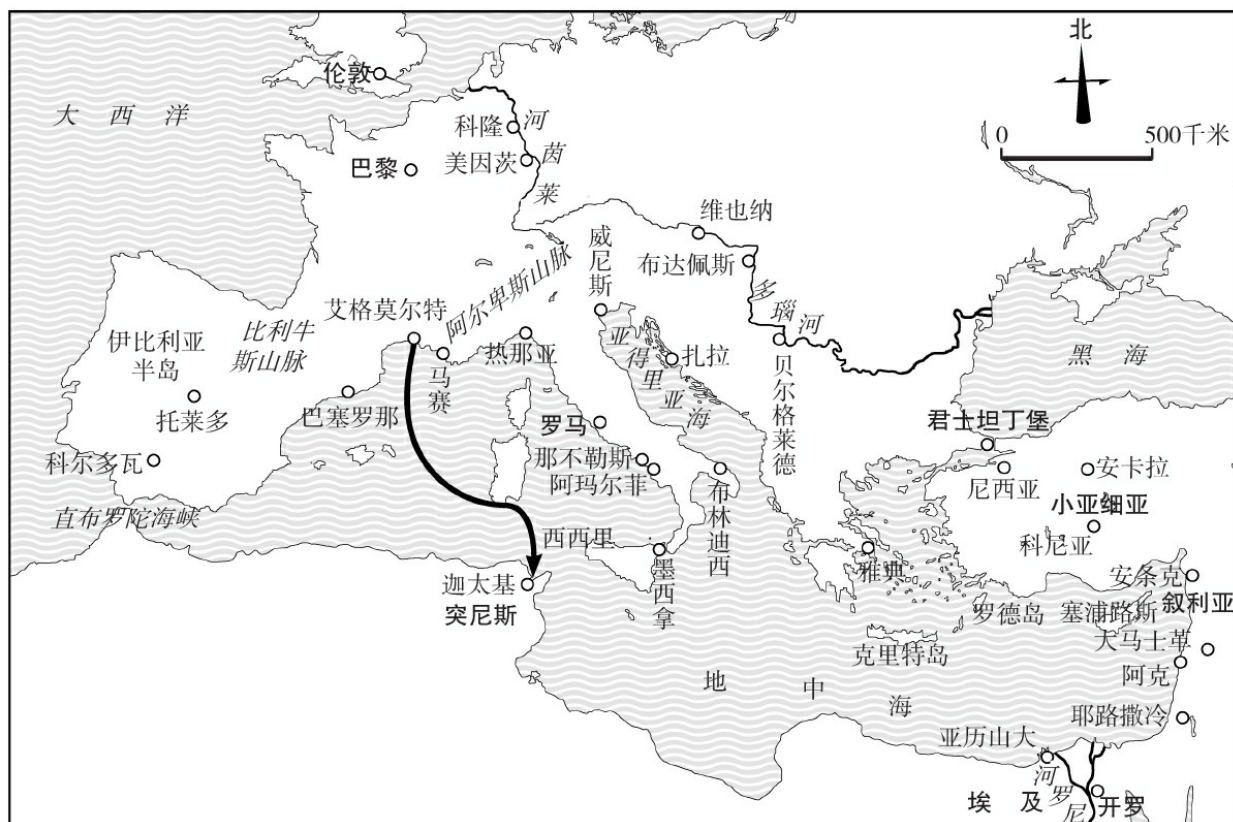 北
0 500千米
大西洋
伦敦
科隆
美因茨
莱茵河
巴黎
维也纳
布达佩斯
多瑙河
威尼斯
阿尔卑斯山脉
艾格莫尔特
马赛
热那亚
比利牛
斯山脉
伊比利亚
半岛
托莱多
巴塞罗那
科尔多瓦
直布罗陀海峡
亚得里亚海
扎拉
贝尔格莱德
黑海
君士坦丁堡
尼西亚
安卡拉
小亚细亚
科尼亚
罗马
那不勒斯
阿玛尔菲
布林迪西
西西里
墨西拿
雅典
迦太基
突尼斯
罗德岛
塞浦路斯
安条克
叙利亚
大马士革
阿克
克里特岛
地中海
耶路撒冷
亚历山大
尼罗河
埃及
开罗